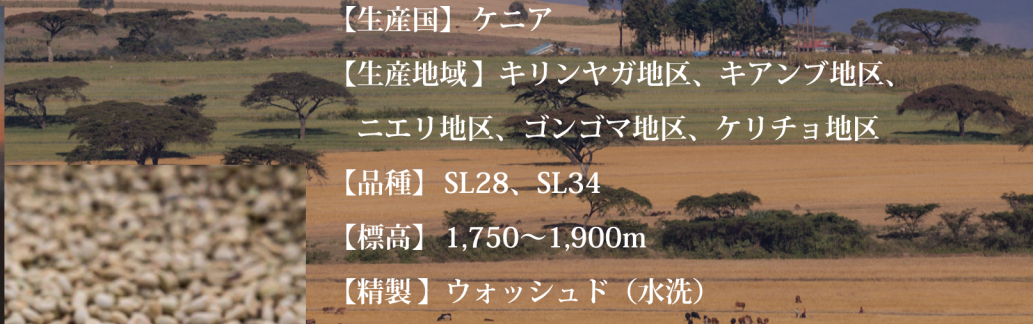 【生産国】ケニア
【生産地域】キリンヤガ地区、キアンブ地区、
ニエリ地区、ゴンゴマ地区、ケリチョ地区
【品種】SL28、SL34
【標高】1,750～1,900m
【精製】ウォッシュド（水洗）